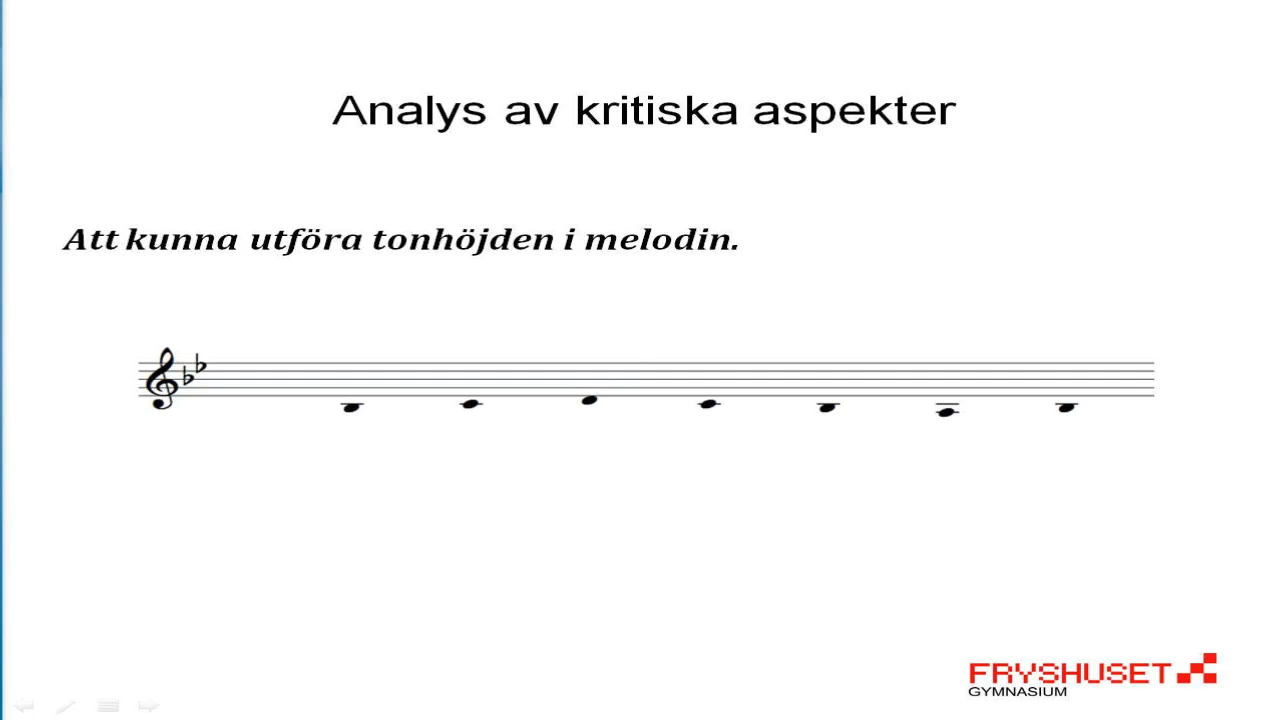 Analys av kritiska aspekter
Att kunna utföra tonhöjden i melodin.
FRYSHUSET
GYMNASIUM